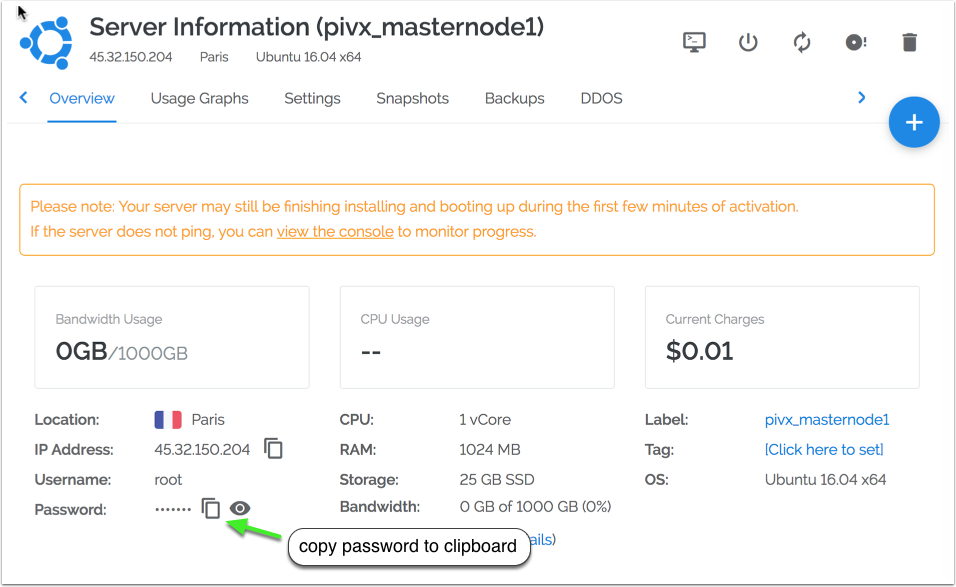 Server Information (pivx_masternode1)
45.32.150.204 Paris Ubuntu 16.04 x64
Overview Usage Graphs Settings Snapshots Backups DDOS
Please note: Your server may still be finishing installing and booting up during the first few minutes of activation.
If the server does not ping, you can view the console to monitor progress.
Bandwidth Usage
0GB/1000GB
CPU Usage
--
Current Charges
$0.01
Location: Paris
IP Address: 45.32.150.204
Username: root
Password: •••••••
CPU: 1 vCore
RAM: 1024 MB
Storage: 25 GB SSD
Bandwidth: 0 GB of 1000 GB (0%)
Label: pivx_masternode1
Tag: [Click here to set]
OS: Ubuntu 16.04 x64
copy password to clipboard